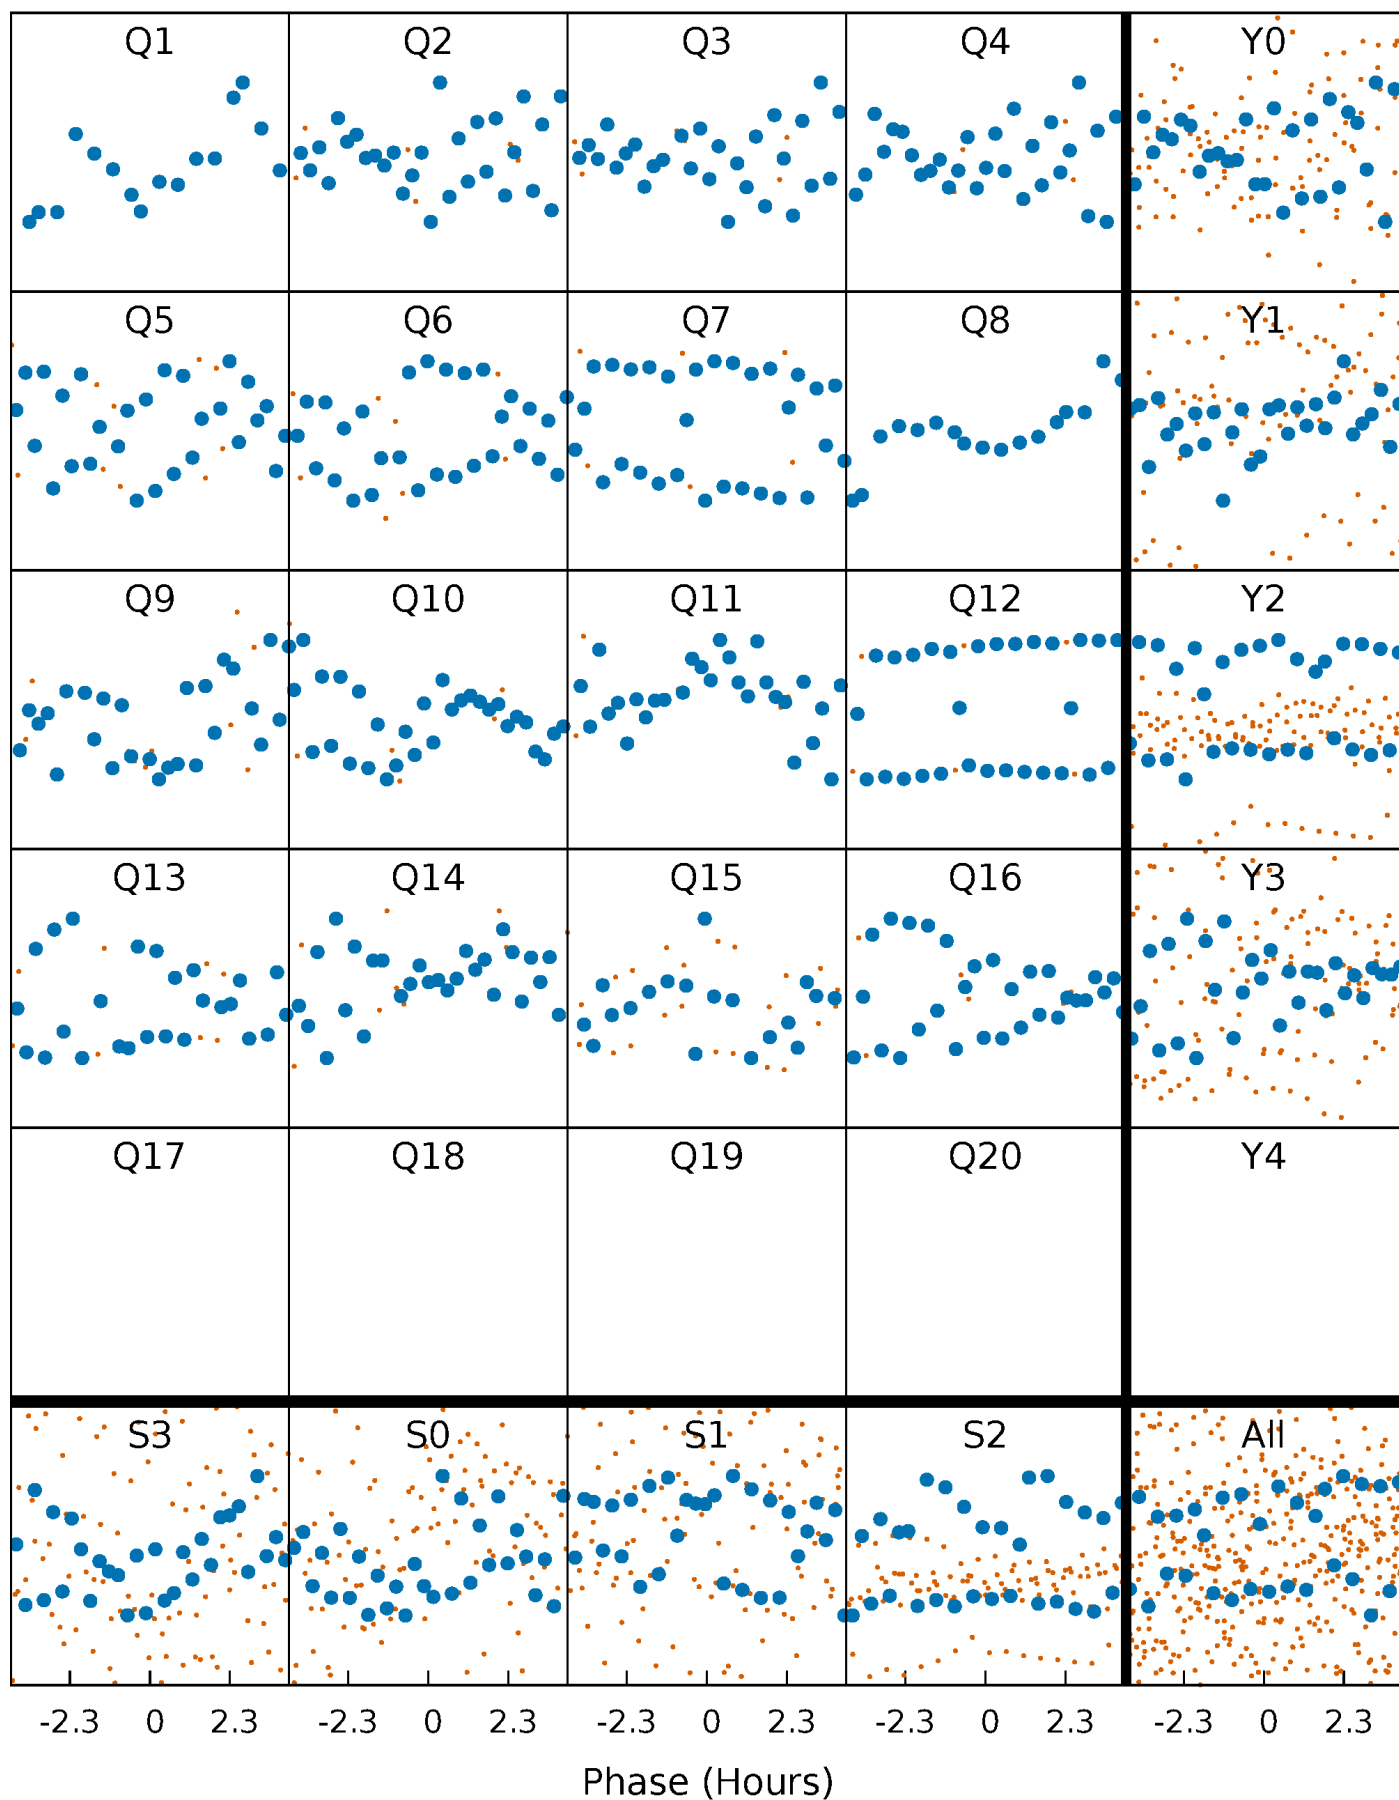 Q1 Q2 Q3 Q4 Y0
Q5 Q6 Q7 Q8 Y1
Q9 Q10 Q11 Q12 Y2
Q13 Q14 Q15 Q16 Y3
Q17 Q18 Q19 Q20 Y4
S3 S0 S1 S2 All
-2.3 0 2.3 -2.3 0 2.3 -2.3 0 2.3 -2.3 0 2.3 -2.3 0 2.3
Phase (Hours)